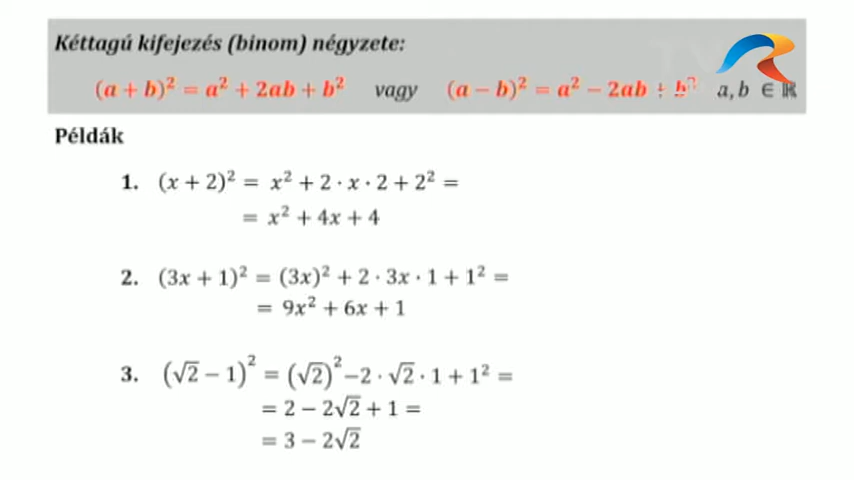 Kéttagú kifejezés (binom) négyzete:
(a + b)² = a² + 2ab + b² vagy (a − b)² = a² − 2ab + b² a, b ∈ ℝ
Példák
1. (x + 2)² = x² + 2 · x · 2 + 2² =
= x² + 4x + 4
2. (3x + 1)² = (3x)² + 2 · 3x · 1 + 1² =
= 9x² + 6x + 1
3. (√2 − 1)² = (√2)² −2 · √2 · 1 + 1² =
= 2 − 2√2 + 1 =
= 3 − 2√2